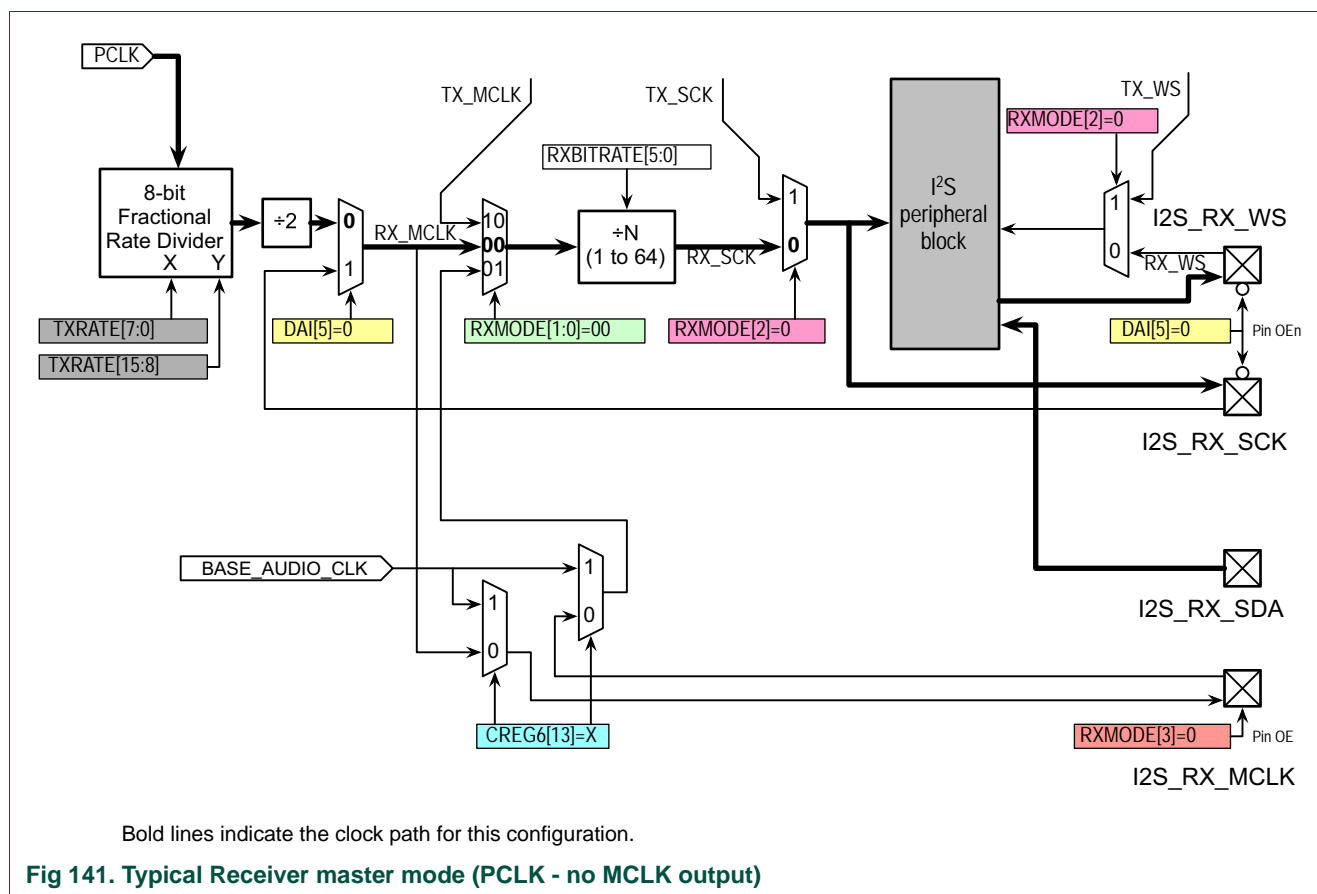 PCLK
TX_MCLK
TX_SCK
TX_WS
RXMODE[2]=0
RXBITRATE[5:0]
8-bit
Fractional
Rate Divider
X Y
÷2
0
1
RX_MCLK
10
00
01
÷N
(1 to 64)
RX_SCK
1
0
I²S
peripheral
block
1
0
I2S_RX_WS
RX_WS
TXRATE[7:0]
TXRATE[15:8]
DAI[5]=0
RXMODE[1:0]=00
RXMODE[2]=0
DAI[5]=0
Pin OEn
I2S_RX_SCK
BASE_AUDIO_CLK
1
0
1
0
I2S_RX_SDA
CREG6[13]=X
RXMODE[3]=0
Pin OE
I2S_RX_MCLK
Bold lines indicate the clock path for this configuration.
Fig 141. Typical Receiver master mode (PCLK - no MCLK output)